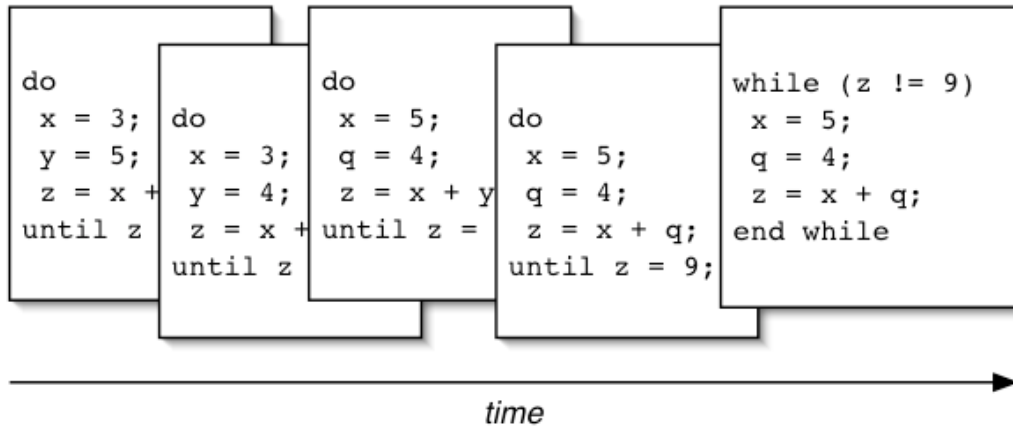 do
x = 3;
y = 5;
z = x +
until z
do
x = 3;
y = 4;
z = x +
until z
do
x = 5;
q = 4;
z = x + y
until z =
do
x = 5;
q = 4;
z = x + q;
until z = 9;
while (z != 9)
x = 5;
q = 4;
z = x + q;
end while
time